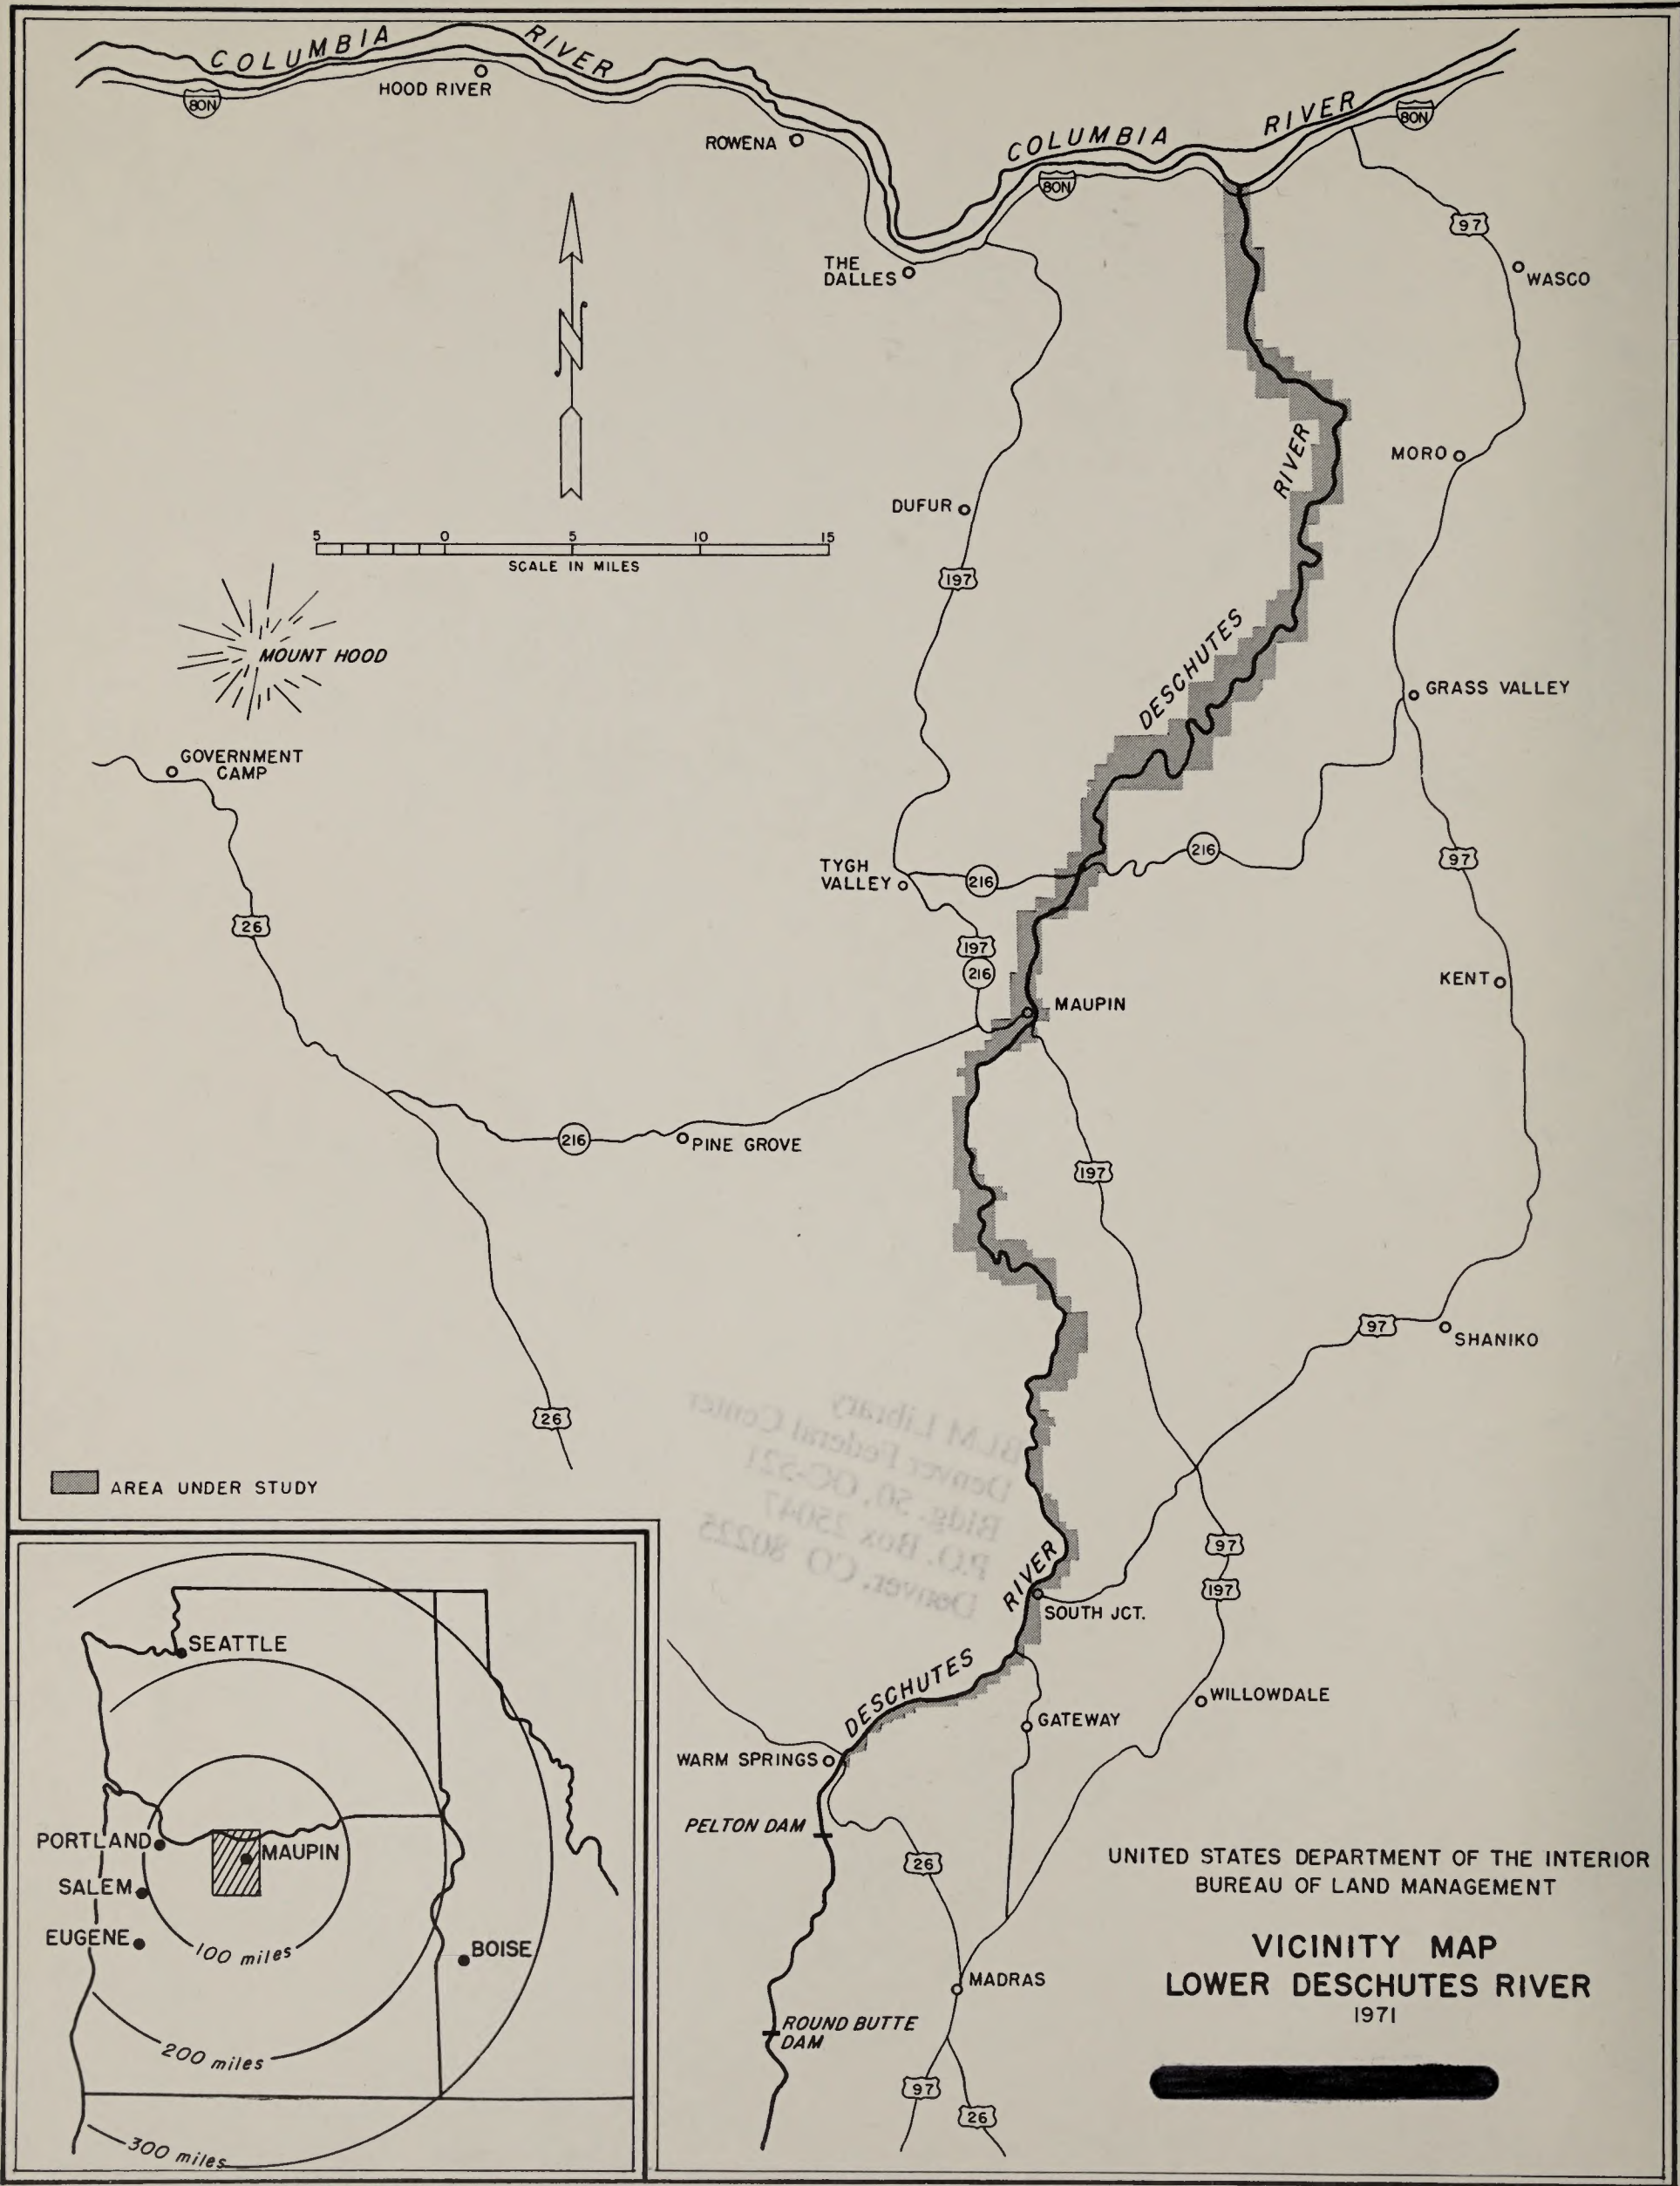 COLUMBIA RIVER
80N
HOOD RIVER
ROWENA
COLUMBIA RIVER
80N
80N
97
THE
DALLES
WASCO
N
RIVER
MORO
DUFUR
5 0 5 10 15
SCALE IN MILES
197
MOUNT HOOD
DESCHUTES
GRASS VALLEY
GOVERNMENT
CAMP
TYGH
VALLEY
216
216
97
26
197
216
KENT
MAUPIN
216
PINE GROVE
197
97
SHANIKO
26
BLM Library
Denver Federal Center
Bldg. 50, OC-521
P.O. Box 25047
Denver, CO 80225
AREA UNDER STUDY
97
197
RIVER
SOUTH JCT.
DESCHUTES
WILLOWDALE
GATEWAY
WARM SPRINGS
PELTON DAM
26
MADRAS
ROUND BUTTE
DAM
97
26
SEATTLE
PORTLAND
MAUPIN
SALEM
EUGENE
100 miles
BOISE
200 miles
300 miles
UNITED STATES DEPARTMENT OF THE INTERIOR
BUREAU OF LAND MANAGEMENT
VICINITY MAP
LOWER DESCHUTES RIVER
1971